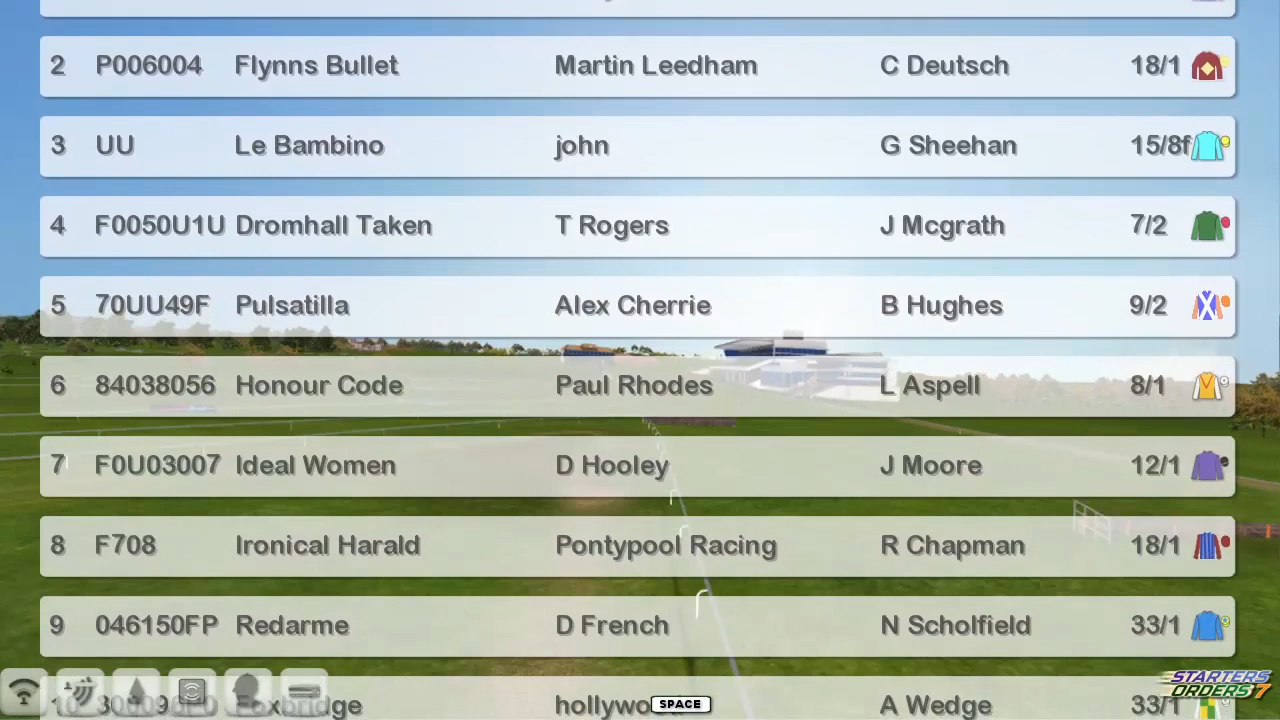 2 P006004 Flynns Bullet Martin Leedham C Deutsch 18/1
3 UU Le Bambino john G Sheehan 15/8f
4 F0050U1U Dromhall Taken T Rogers J Mcgrath 7/2
5 70UU49F Pulsatilla Alex Cherrie B Hughes 9/2
6 84038056 Honour Code Paul Rhodes L Aspell 8/1
7 F0U03007 Ideal Women D Hooley J Moore 12/1
8 F708 Ironical Harald Pontypool Racing R Chapman 18/1
9 046150FP Redarme D French N Scholfield 33/1
10 Foxbridge A Wedge 33/1
SPACE
STARTERS ORDERS 7